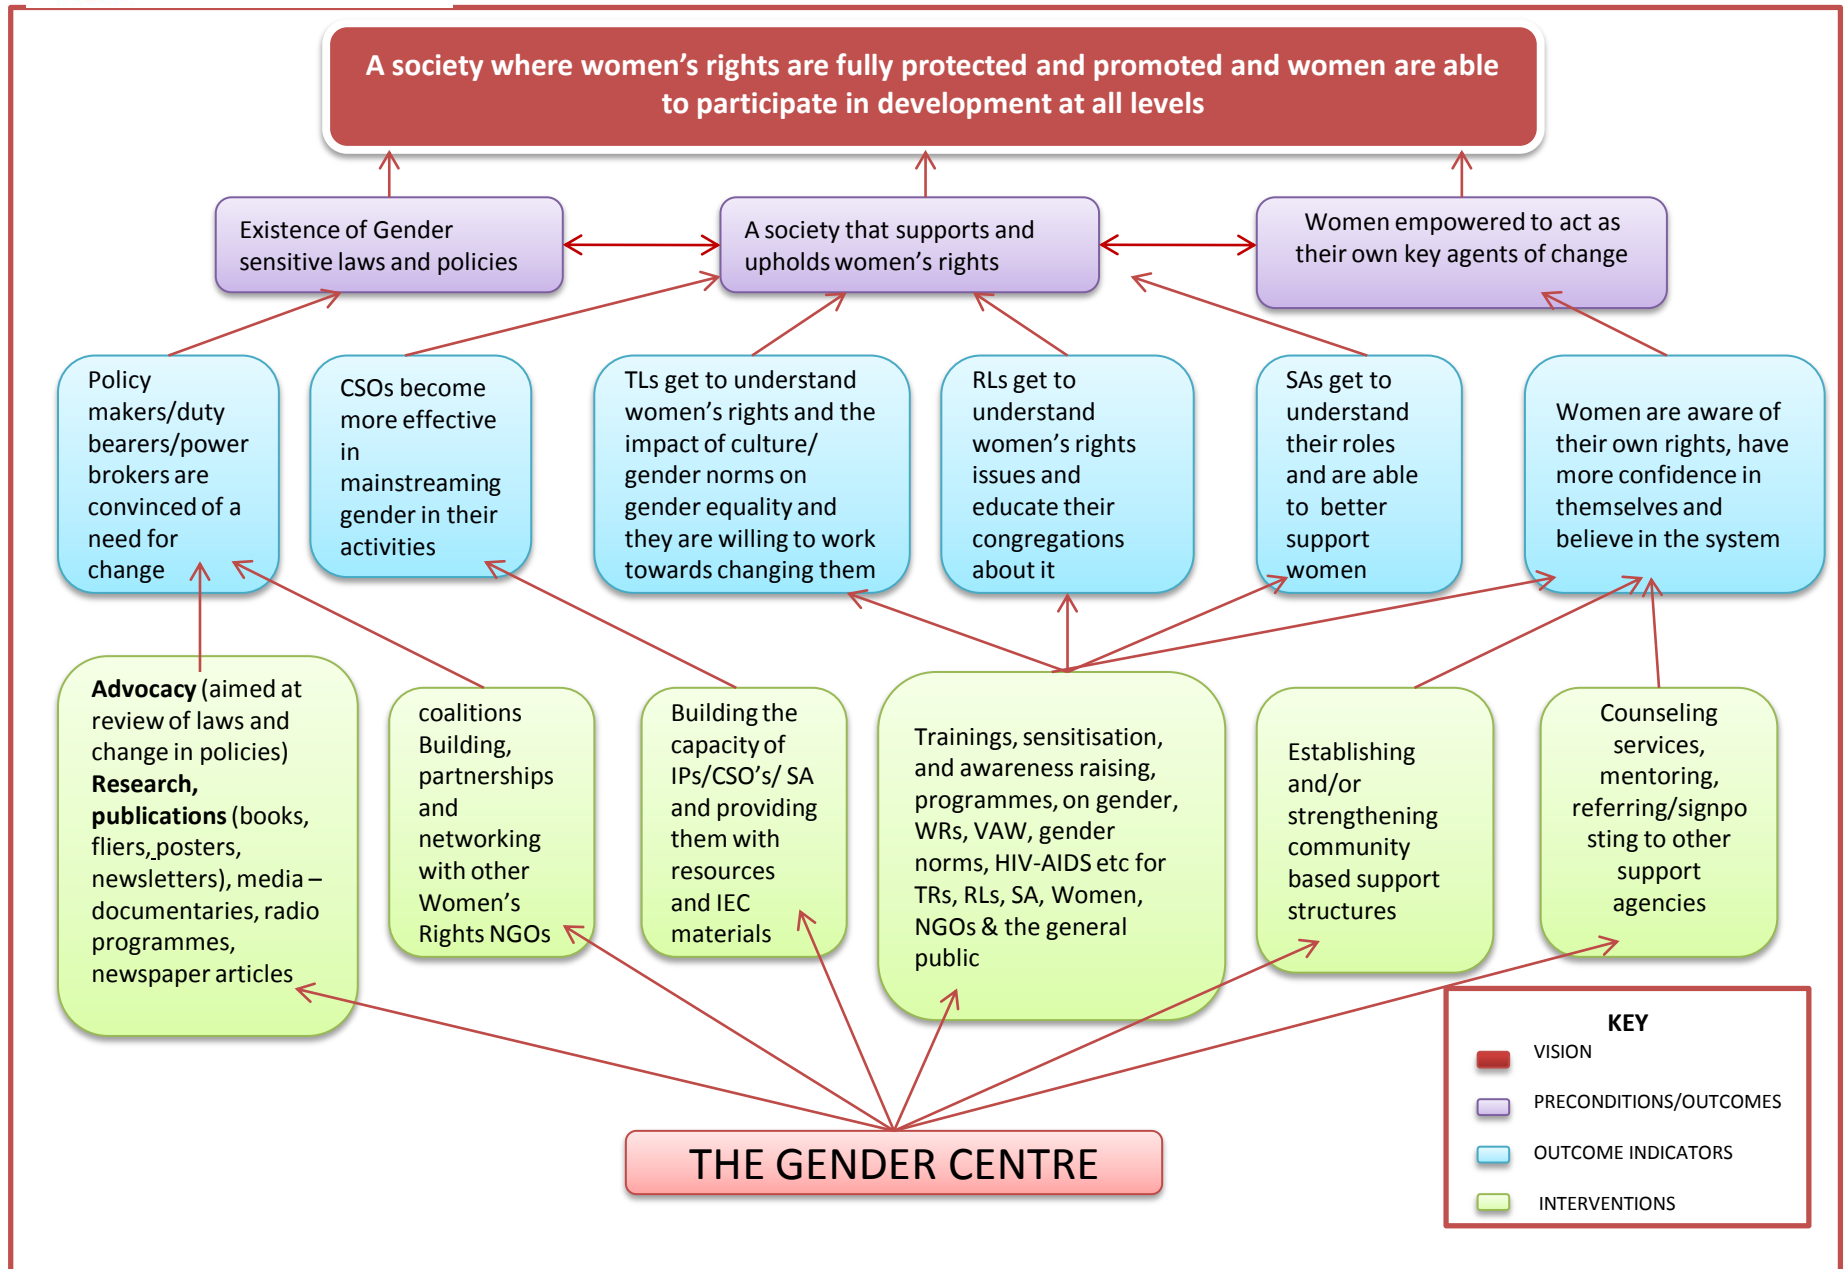 A society where women’s rights are fully protected and promoted and women are able
to participate in development at all levels
Existence of Gender
sensitive laws and policies
A society that supports and
upholds women’s rights
Women empowered to act as
their own key agents of change
Policy
makers/duty
bearers/power
brokers are
convinced of a
need for
change
CSOs become
more effective
in
mainstreaming
gender in their
activities
TLs get to understand
women’s rights and the
impact of culture/
gender norms on
gender equality and
they are willing to work
towards changing them
RLs get to
understand
women’s rights
issues and
educate their
congregations
about it
SAs get to
understand
their roles
and are able
to better
support
women
Women are aware of
their own rights, have
more confidence in
themselves and
believe in the system
Advocacy (aimed at
review of laws and
change in policies)
Research,
publications (books,
fliers, posters,
newsletters), media –
documentaries, radio
programmes,
newspaper articles
coalitions
Building,
partnerships
and
networking
with other
Women’s
Rights NGOs
Building the
capacity of
IPs/CSO’s/ SA
and providing
them with
resources
and IEC
materials
Trainings, sensitisation,
and awareness raising,
programmes, on gender,
WRs, VAW, gender
norms, HIV-AIDS etc for
TRs, RLs, SA, Women,
NGOs & the general
public
Establishing
and/or
strengthening
community
based support
structures
Counseling
services,
mentoring,
referring/signpo
sting to other
support
agencies
KEY
VISION
PRECONDITIONS/OUTCOMES
OUTCOME INDICATORS
INTERVENTIONS
THE GENDER CENTRE